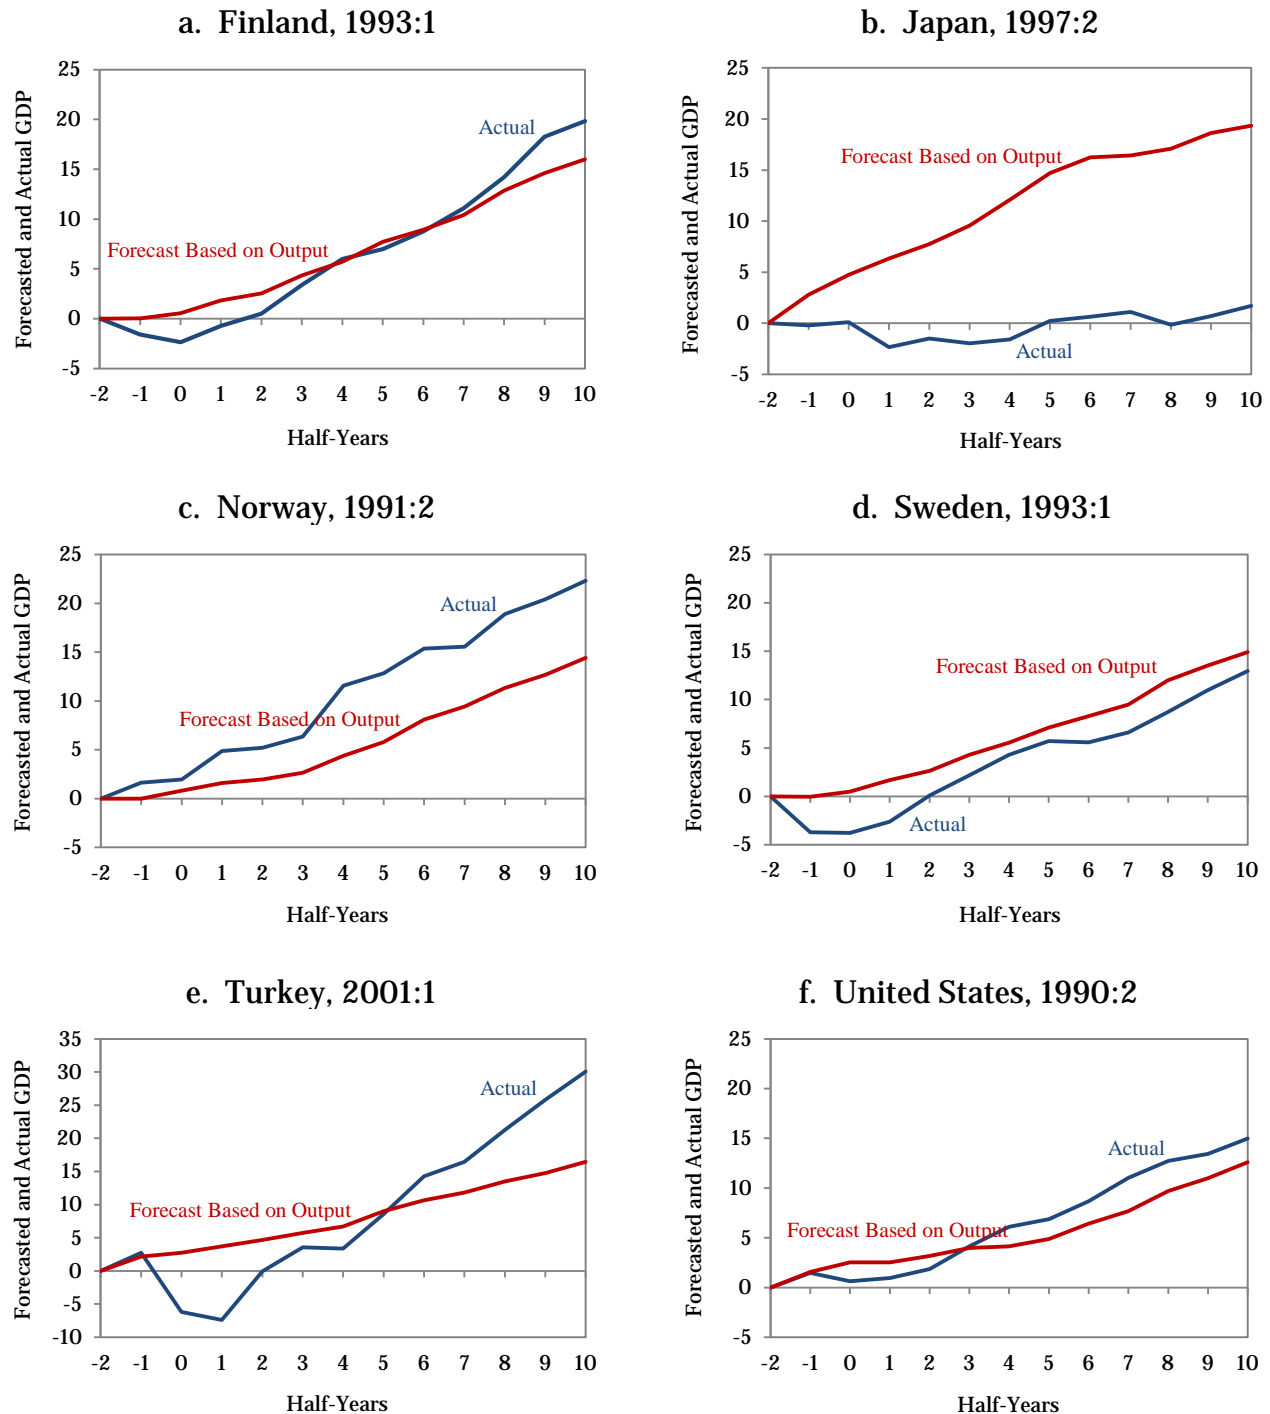 a. Finland, 1993:1
Forecasted and Actual GDP
25
20
15
10
5
0
-5
Actual
Forecast Based on Output
-2 -1 0 1 2 3 4 5 6 7 8 9 10
Half-Years
b. Japan, 1997:2
Forecasted and Actual GDP
25
20
15
10
5
0
-5
Forecast Based on Output
Actual
-2 -1 0 1 2 3 4 5 6 7 8 9 10
Half-Years
c. Norway, 1991:2
Forecasted and Actual GDP
25
20
15
10
5
0
-5
Actual
Forecast Based on Output
-2 -1 0 1 2 3 4 5 6 7 8 9 10
Half-Years
d. Sweden, 1993:1
Forecasted and Actual GDP
25
20
15
10
5
0
-5
Forecast Based on Output
Actual
-2 -1 0 1 2 3 4 5 6 7 8 9 10
Half-Years
e. Turkey, 2001:1
Forecasted and Actual GDP
35
30
25
20
15
10
5
0
-5
-10
Actual
Forecast Based on Output
-2 -1 0 1 2 3 4 5 6 7 8 9 10
Half-Years
f. United States, 1990:2
Forecasted and Actual GDP
25
20
15
10
5
0
-5
Actual
Forecast Based on Output
-2 -1 0 1 2 3 4 5 6 7 8 9 10
Half-Years